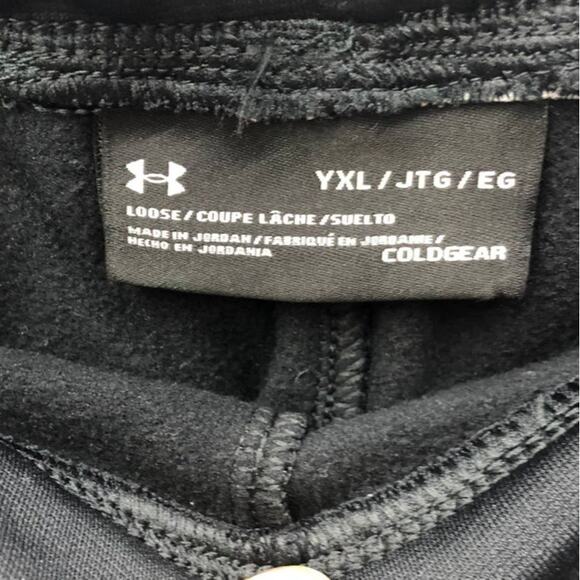 YXL / JTG / EG
LOOSE / COUPE LÂCHE / SUELTO
MADE IN JORDAN / FABRIQUÉ EN JORDANIE /
HECHO EN JORDANIA
COLDGEAR